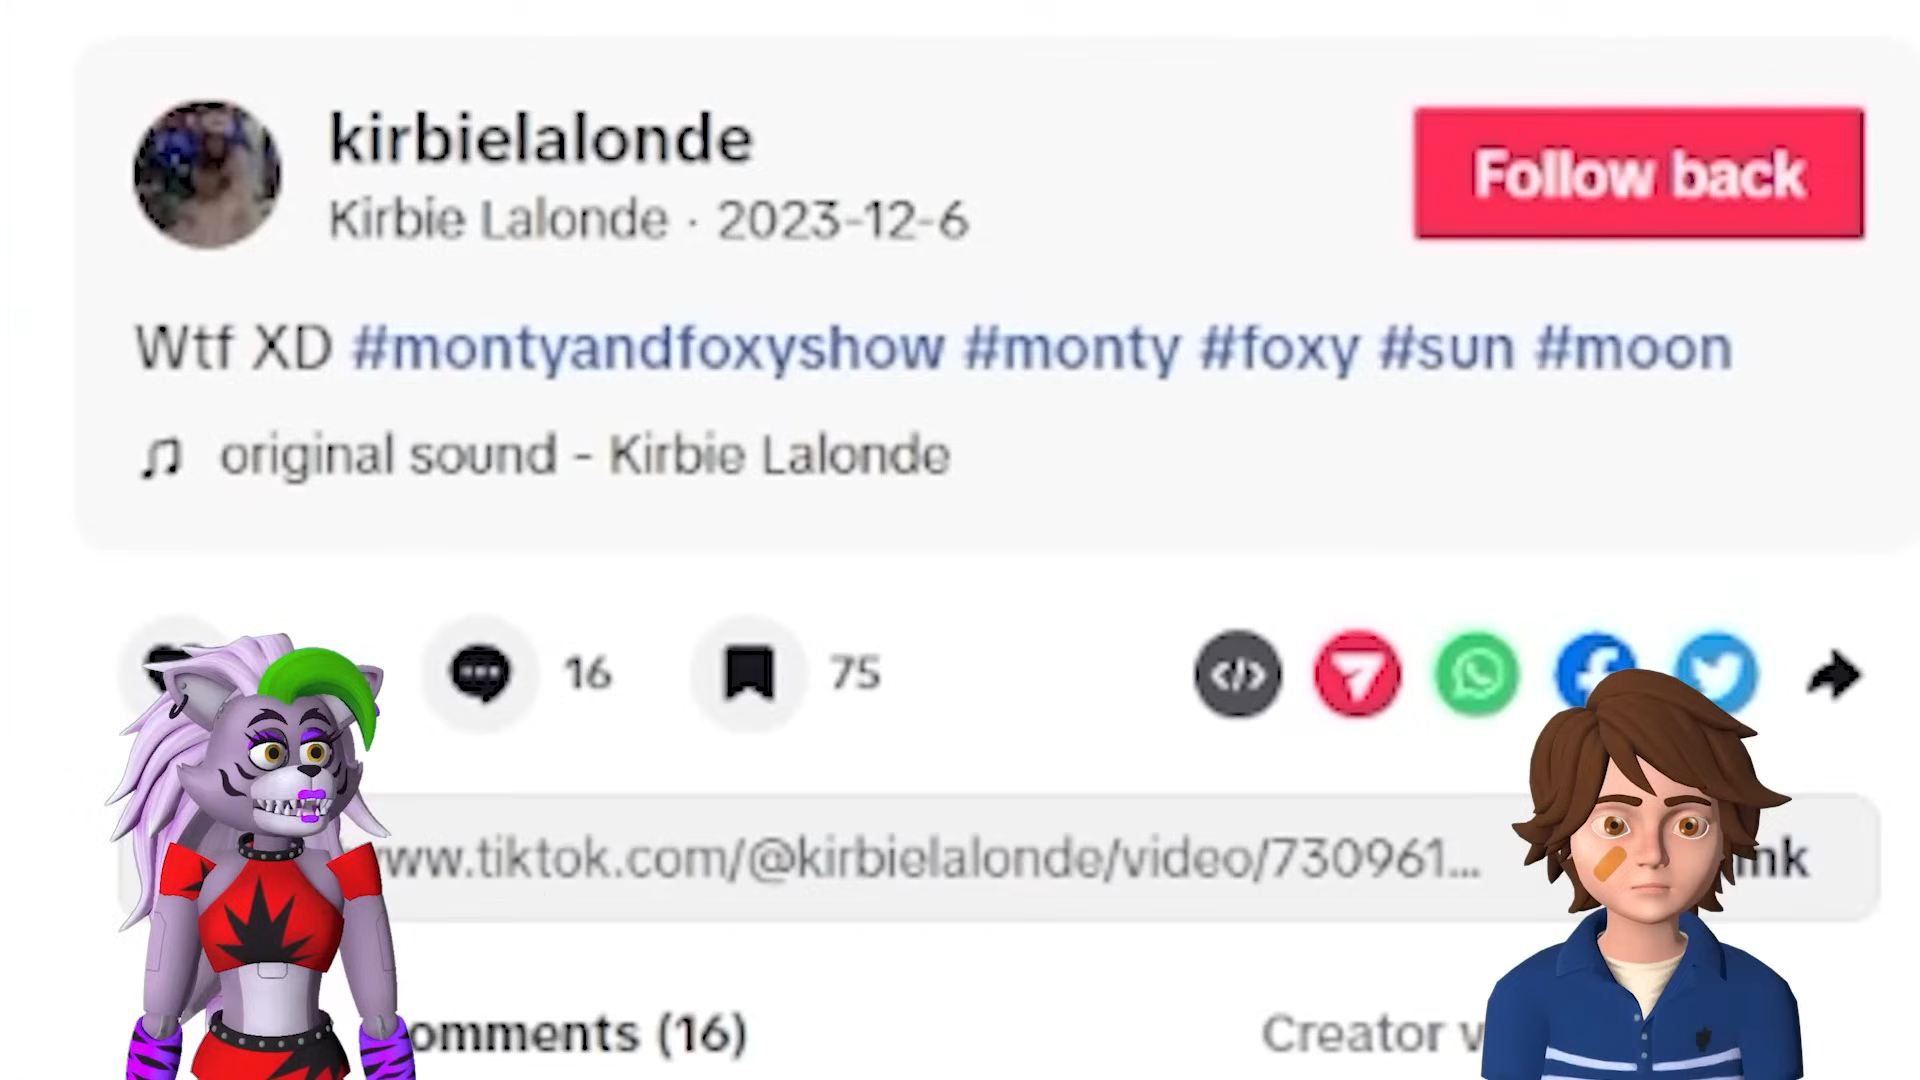 kirbielalonde
Kirbie Lalonde · 2023-12-6
Follow back
Wtf XD #montyandfoxyshow #monty #foxy #sun #moon
original sound - Kirbie Lalonde
16
75
ww.tiktok.com/@kirbielalonde/video/730961...
nk
omments (16)
Creator v